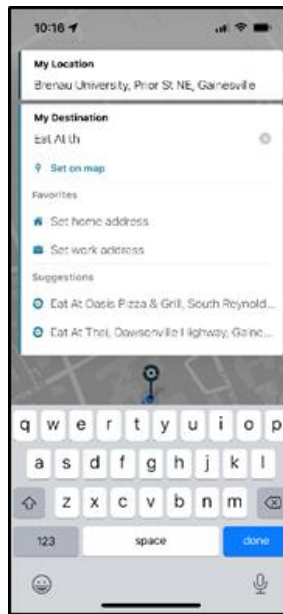 10:16
My Location
Brenau University, Prior St NE, Gainesville
My Destination
Eat At th
Set on map
Favorites
Set home address
Set work address
Suggestions
Eat At Oasis Pizza & Grill, South Reynold...
Eat At Thai, Dawsonville Highway, Gaine...
q w e r t y u i o p
a s d f g h j k l
z x c v b n m
123 space done